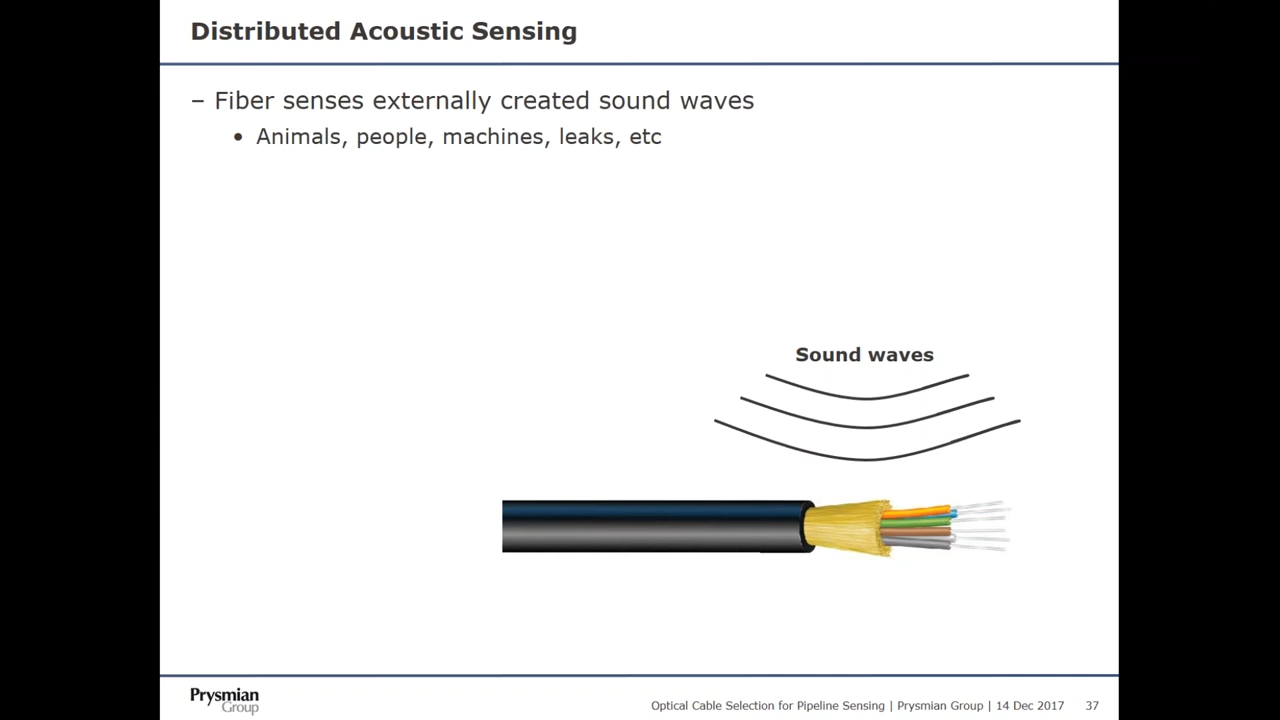 Distributed Acoustic Sensing
– Fiber senses externally created sound waves
• Animals, people, machines, leaks, etc
Sound waves
Prysmian
Group
Optical Cable Selection for Pipeline Sensing | Prysmian Group | 14 Dec 2017 37